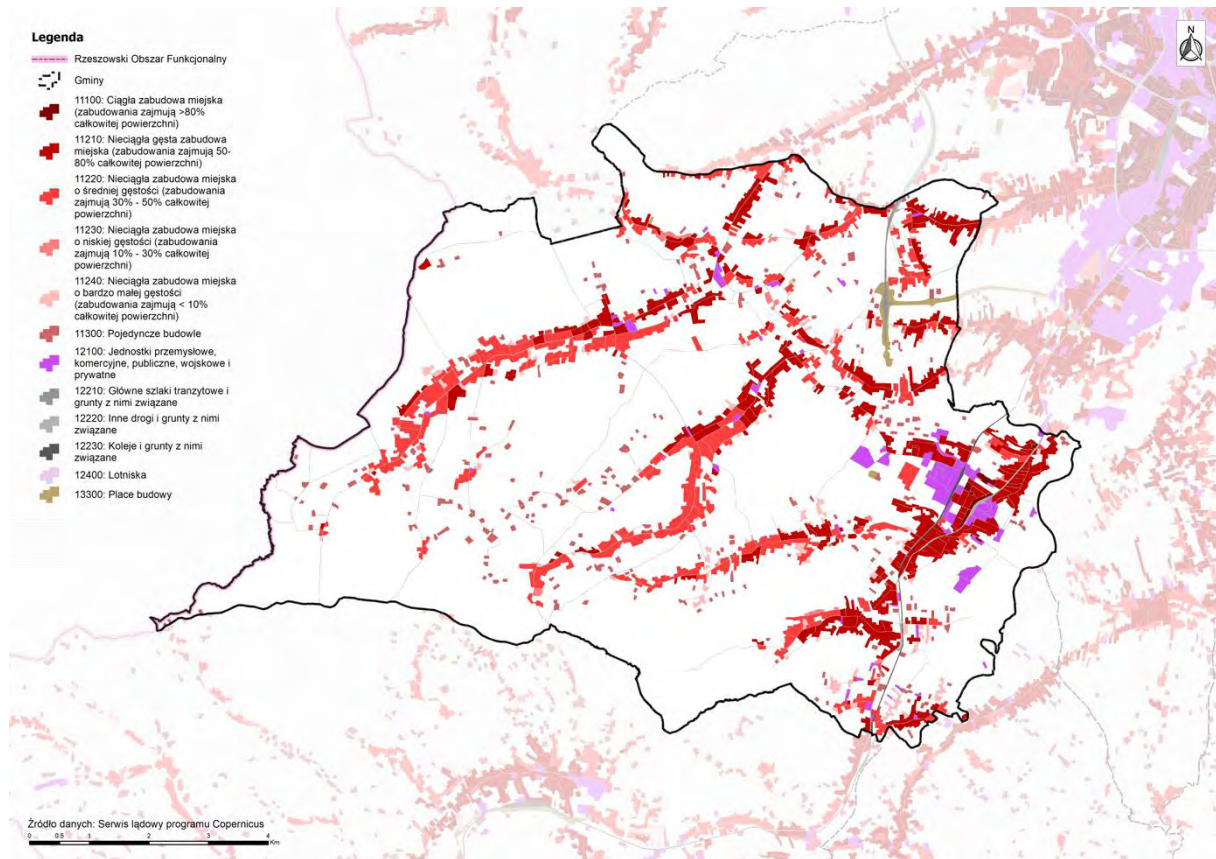 Legenda
Rzeszowski Obszar Funkcjonalny
Gminy
11100: Ciągła zabudowa miejska
(zabudowania zajmują >80%
całkowitej powierzchni)
11210: Nieciągła gęsta zabudowa
miejska (zabudowania zajmują 50-
80% całkowitej powierzchni)
11220: Nieciągła zabudowa miejska
o średniej gęstości (zabudowania
zajmują 30% - 50% całkowitej
powierzchni)
11230: Nieciągła zabudowa miejska
o niskiej gęstości (zabudowania
zajmują 10% - 30% całkowitej
powierzchni)
11240: Nieciągła zabudowa miejska
o bardzo małej gęstości
(zabudowania zajmują < 10%
całkowitej powierzchni)
11300: Pojedyncze budowle
12100: Jednostki przemysłowe,
komercyjne, publiczne, wojskowe i
prywatne
12210: Główne szlaki tranzytowe i
grunty z nimi związane
12220: Inne drogi i grunty z nimi
związane
12230: Koleje i grunty z nimi
związane
12400: Lotniska
13300: Place budowy
N
Źródło danych: Serwis lądowy programu Copernicus
0 0.5 1 2 3 4
Km